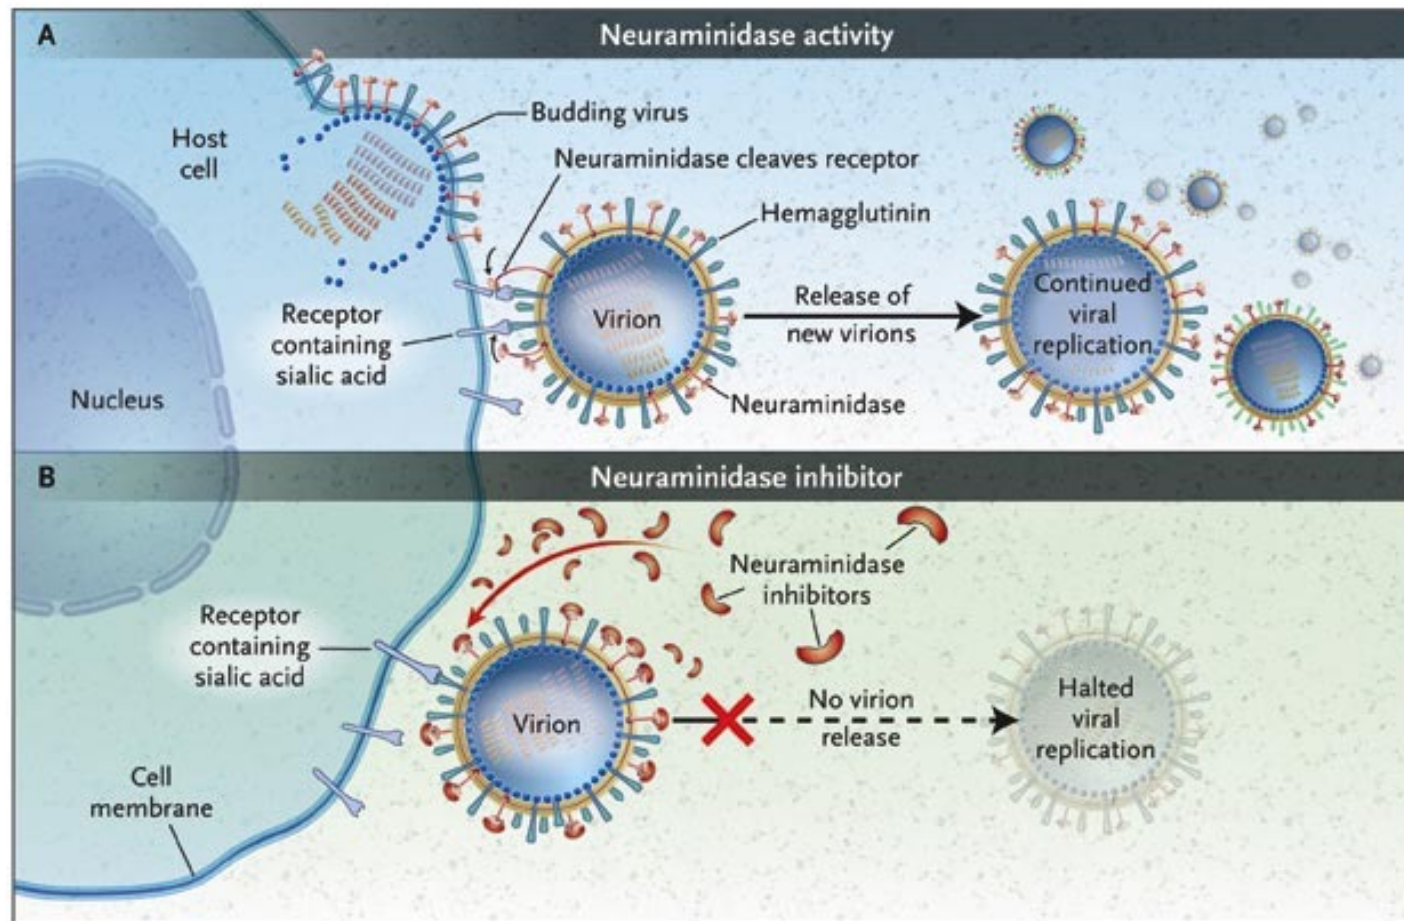 A
Neuraminidase activity
Budding virus
Host
cell
Neuraminidase cleaves receptor
Hemagglutinin
Receptor
containing
sialic acid
Virion
Release of
new virions
Continued
viral
replication
Nucleus
Neuraminidase
B
Neuraminidase inhibitor
Neuraminidase
inhibitors
Receptor
containing
sialic acid
Virion
No virion
release
Halted
viral
replication
Cell
membrane